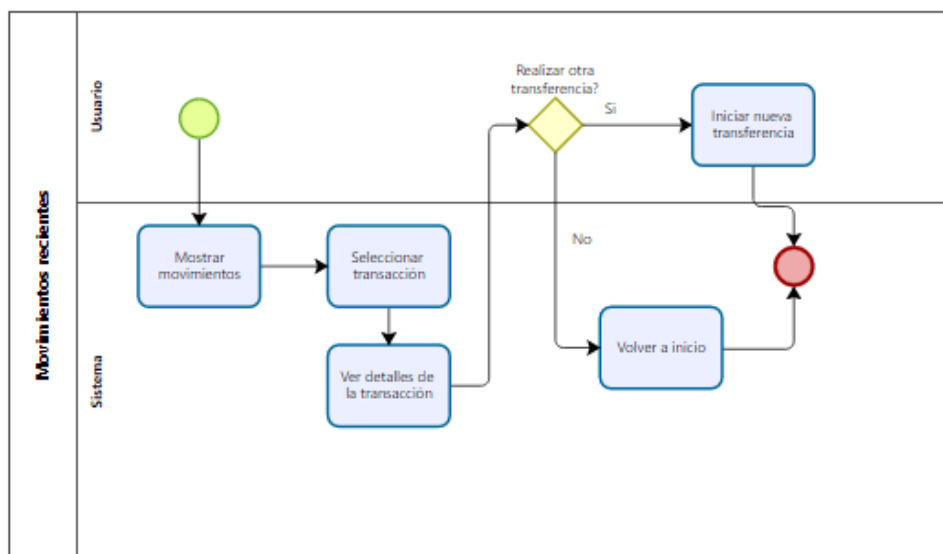 Movimientos recientes
Usuario
Realizar otra
transferencia?
Si
Iniciar nueva
transferencia
Sistema
Mostrar
movimientos
Seleccionar
transacción
No
Ver detalles de
la transacción
Volver a inicio